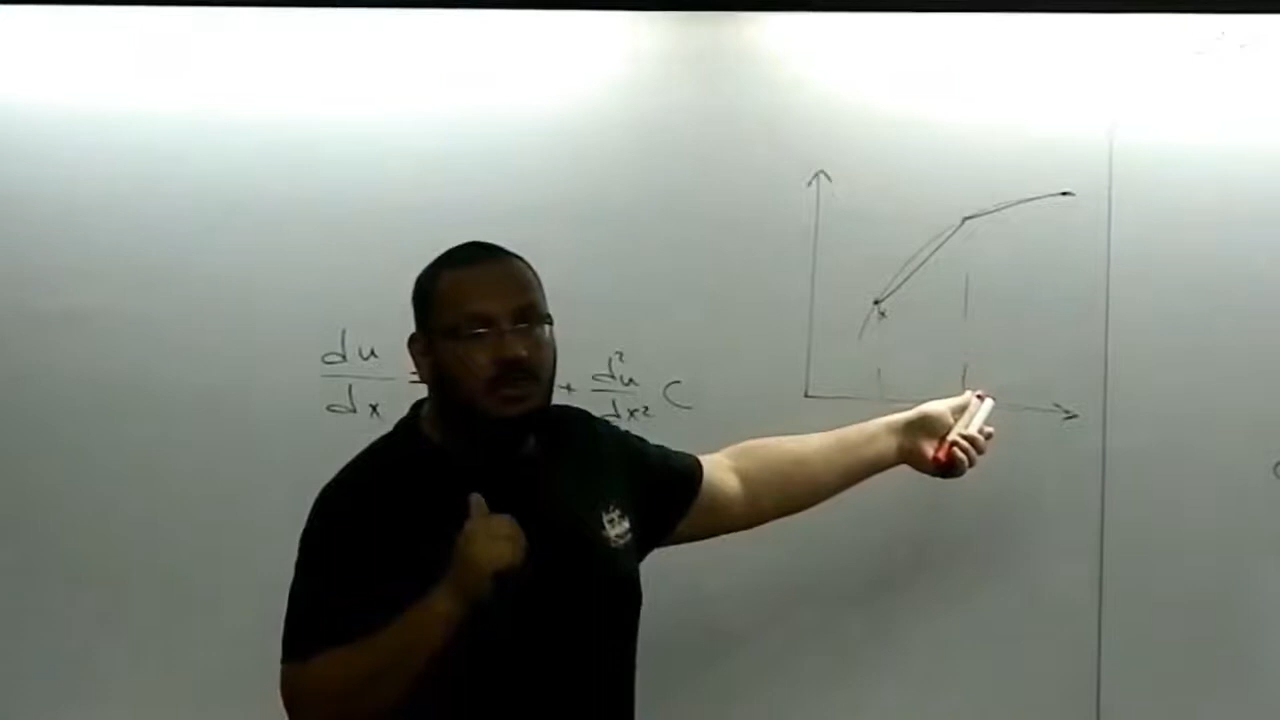 du/dx = + d²u/dx² C
x